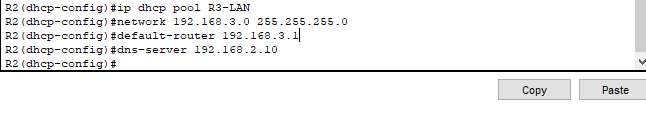 R2(dhcp-config)#ip dhcp pool R3-LAN
R2(dhcp-config)#network 192.168.3.0 255.255.255.0
R2(dhcp-config)#default-router 192.168.3.1
R2(dhcp-config)#dns-server 192.168.2.10
R2(dhcp-config)#
Copy Paste